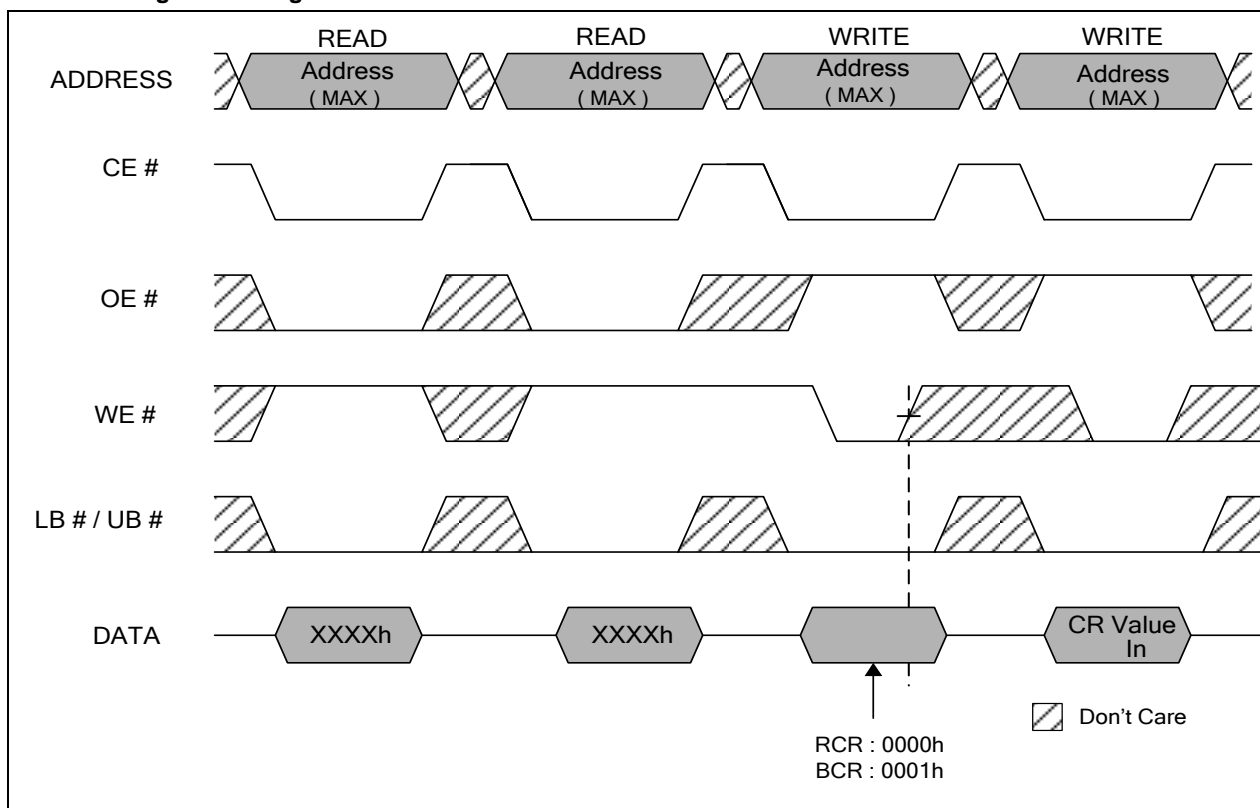 READ READ WRITE WRITE
ADDRESS Address Address Address Address
( MAX ) ( MAX ) ( MAX ) ( MAX )
CE #
OE #
WE #
LB # / UB #
DATA XXXXh XXXXh CR Value
In
Don't Care
RCR : 0000h
BCR : 0001h